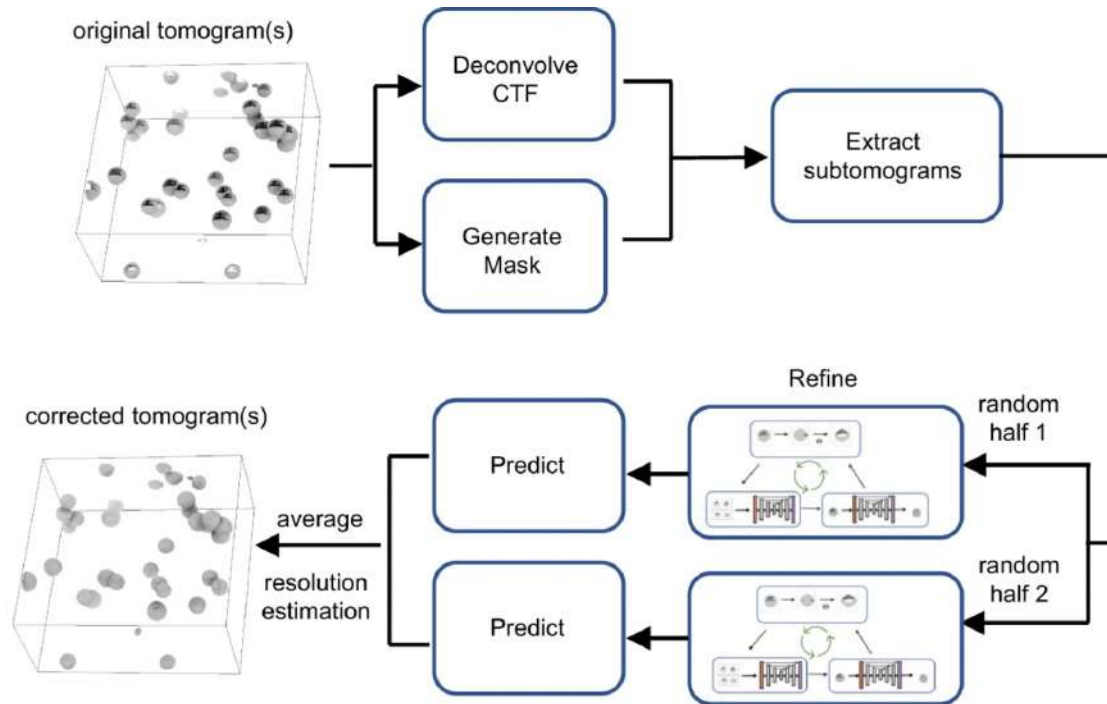 original tomogram(s)
Deconvolve
CTF
Generate
Mask
Extract
subtomograms
Refine
random
half 1
random
half 2
Predict
Predict
average
resolution
estimation
corrected tomogram(s)